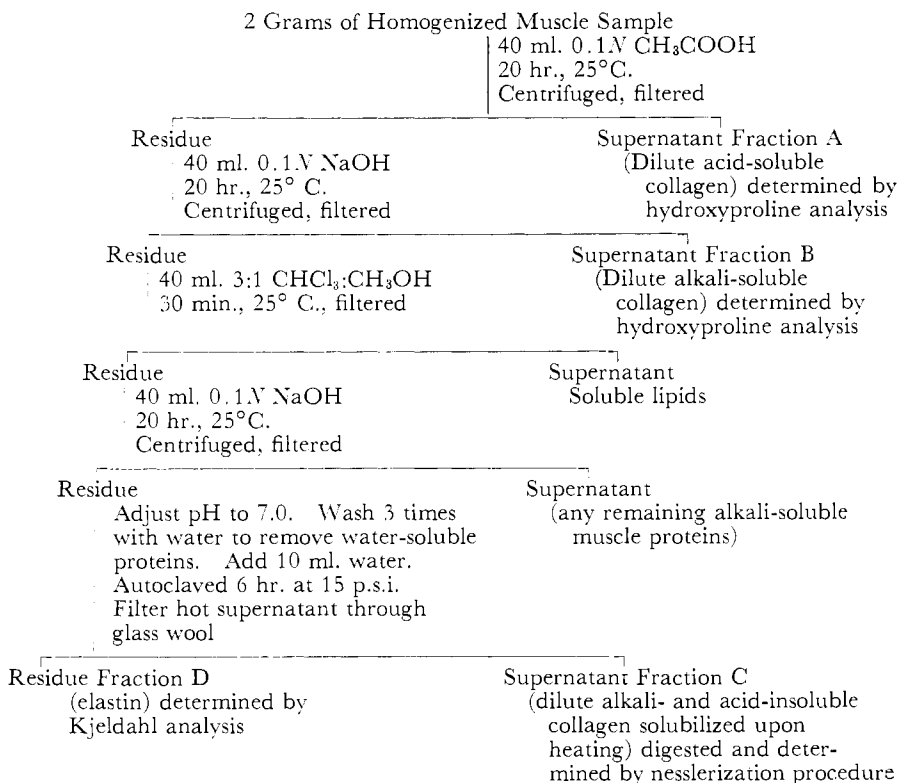 2 Grams of Homogenized Muscle Sample
40 ml. 0.1N CH₃COOH
20 hr., 25°C.
Centrifuged, filtered
Residue
40 ml. 0.1N NaOH
20 hr., 25° C.
Centrifuged, filtered
Supernatant Fraction A
(Dilute acid-soluble
collagen) determined by
hydroxyproline analysis
Residue
40 ml. 3:1 CHCl₃:CH₃OH
30 min., 25° C., filtered
Supernatant Fraction B
(Dilute alkali-soluble
collagen) determined by
hydroxyproline analysis
Residue
40 ml. 0.1N NaOH
20 hr., 25°C.
Centrifuged, filtered
Supernatant
Soluble lipids
Residue
Adjust pH to 7.0. Wash 3 times
with water to remove water-soluble
proteins. Add 10 ml. water.
Autoclaved 6 hr. at 15 p.s.i.
Filter hot supernatant through
glass wool
Supernatant
(any remaining alkali-soluble
muscle proteins)
Residue Fraction D
(elastin) determined by
Kjeldahl analysis
Supernatant Fraction C
(dilute alkali- and acid-insoluble
collagen solubilized upon
heating) digested and deter-
mined by nesslerization procedure